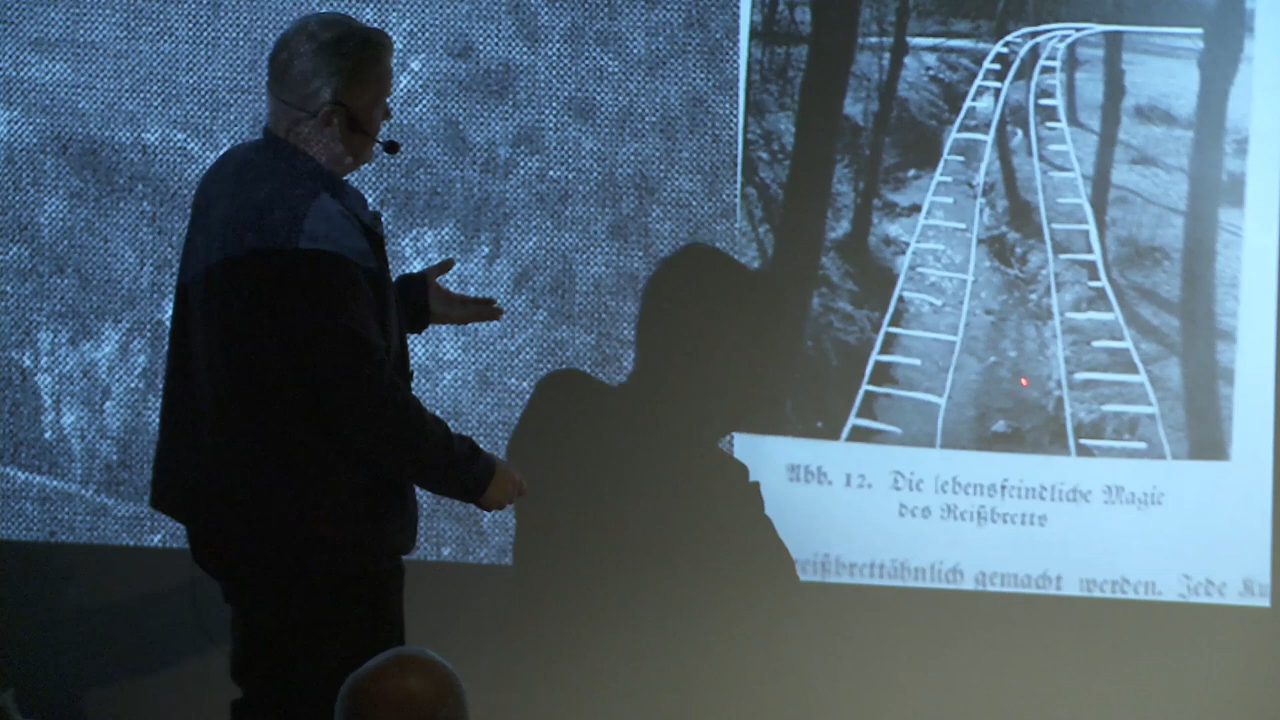 Abb. 12. Die lebensfeindliche Magie
des Reißbretts
reißbrettähnlich gemacht werden. Jede